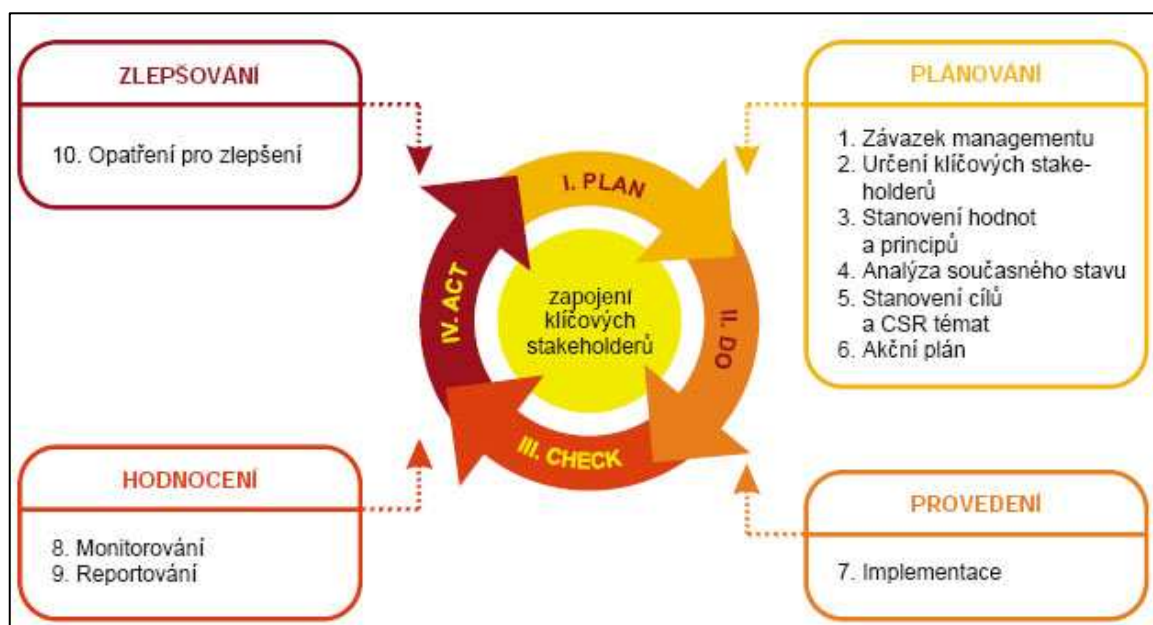 ZLEPŠOVÁNÍ
10. Opatření pro zlepšení
PLÁNOVÁNÍ
1. Závazek managementu
2. Určení klíčových stake-
holderů
3. Stanovení hodnot
a principů
4. Analýza současného stavu
5. Stanovení cílů
a CSR témat
6. Akční plán
I. PLAN
II. DO
III. CHECK
IV. ACT
zapojení
klíčových
stakeholderů
HODNOCENÍ
8. Monitorování
9. Reportování
PROVEDENÍ
7. Implementace